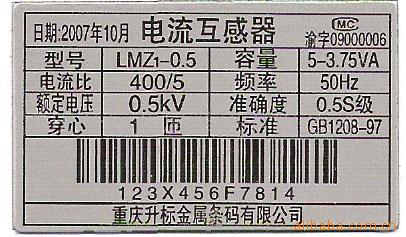 日期:2007年10月 电流互感器 MC 渝字09000006
型号 LMZ1-0.5 容量 5-3.75VA
电流比 400/5 频率 50Hz
额定电压 0.5kV 准确度 0.5S级
穿心 1 匝 标准 GB1208-97
123X456F7814
重庆升标金属条码有限公司